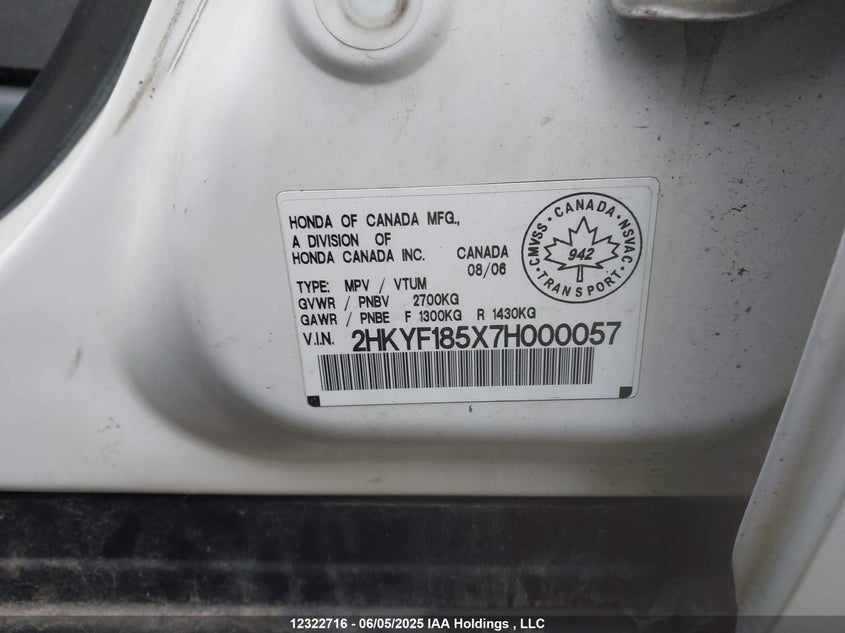 HONDA OF CANADA MFG.,
A DIVISION OF
HONDA CANADA INC. CANADA
08/06
TYPE: MPV / VTUM
GVWR / PNBV 2700KG
GAWR / PNBE F 1300KG R 1430KG
V.I.N. 2HKYF185X7H000057
CMVSS · CANADA · NSVAC
942
TRANSPORT
12322716 - 06/05/2025 IAA Holdings , LLC